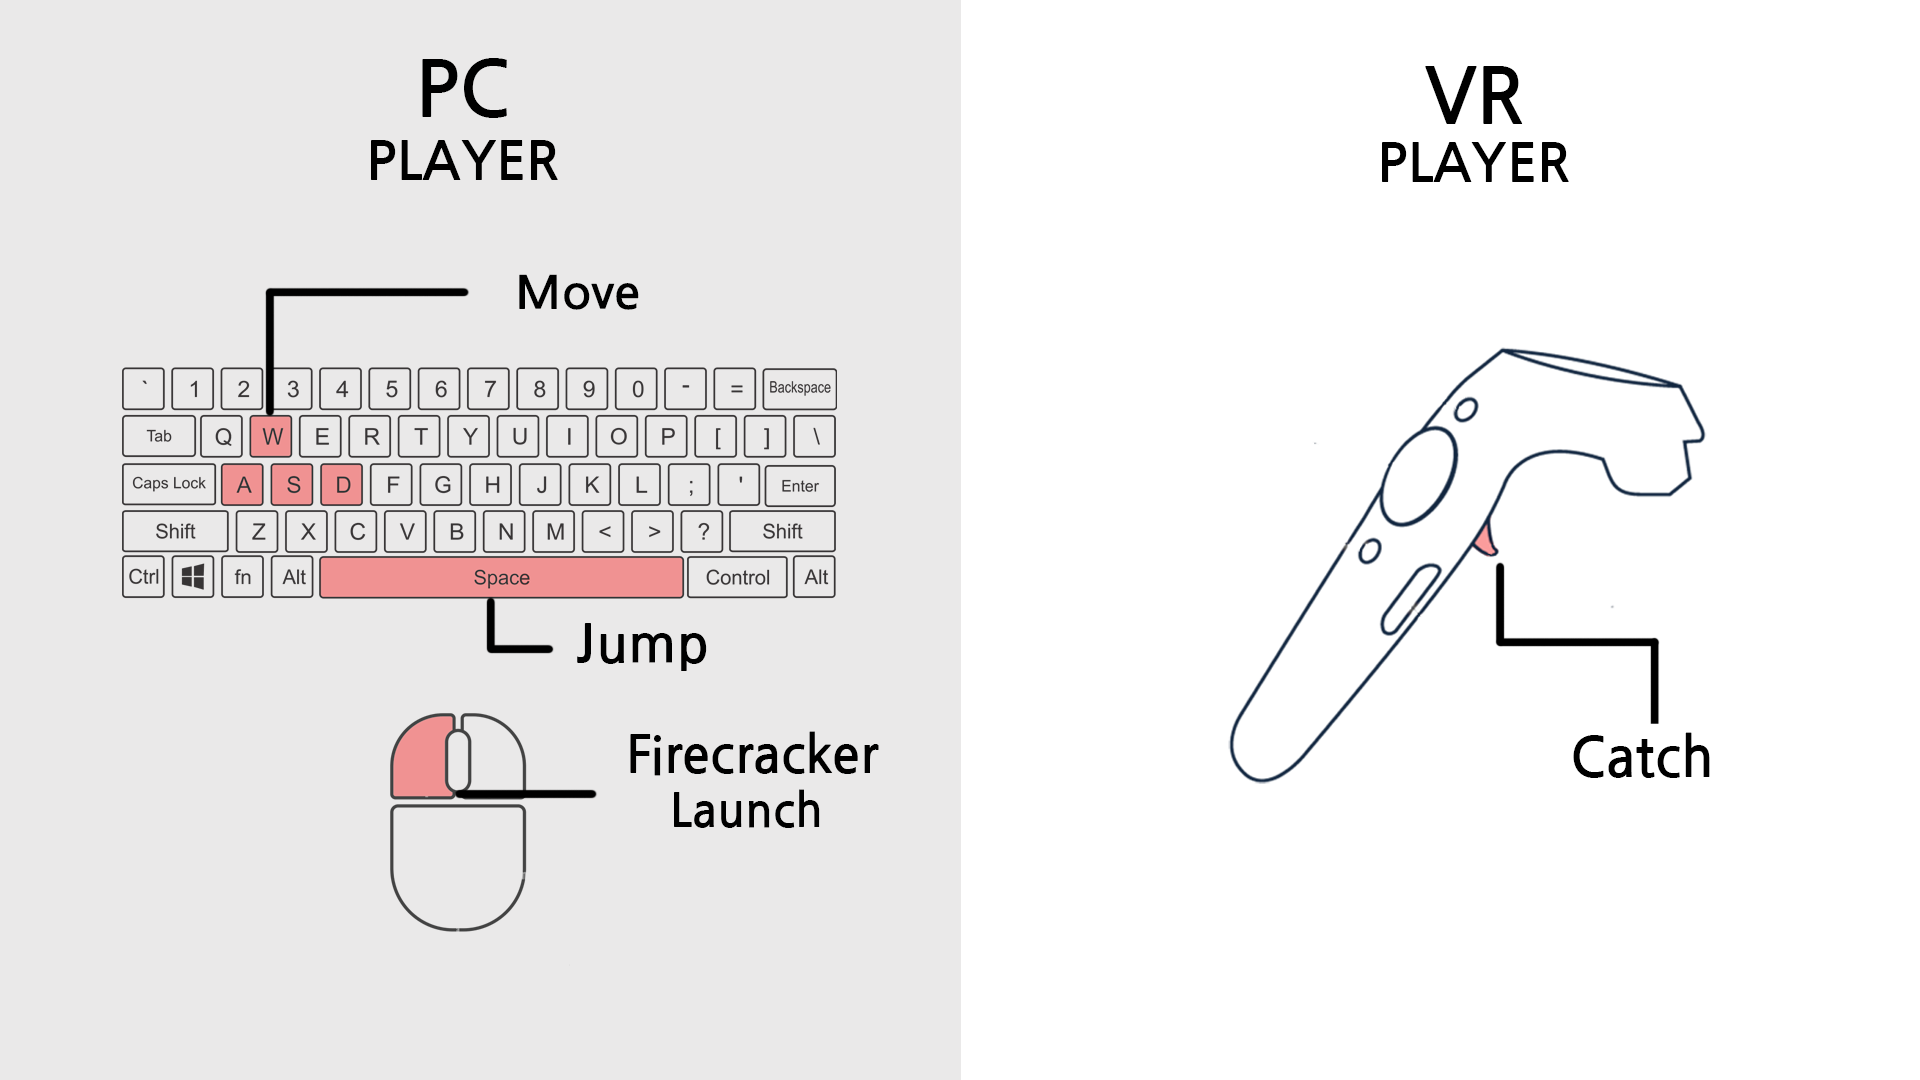 PC
PLAYER
Move
` 1 2 3 4 5 6 7 8 9 0 - = Backspace
Tab Q W E R T Y U I O P [ ] \
Caps Lock A S D F G H J K L ; ' Enter
Shift Z X C V B N M < > ? Shift
Ctrl fn Alt Space Control Alt
Jump
Firecracker
Launch
VR
PLAYER
Catch